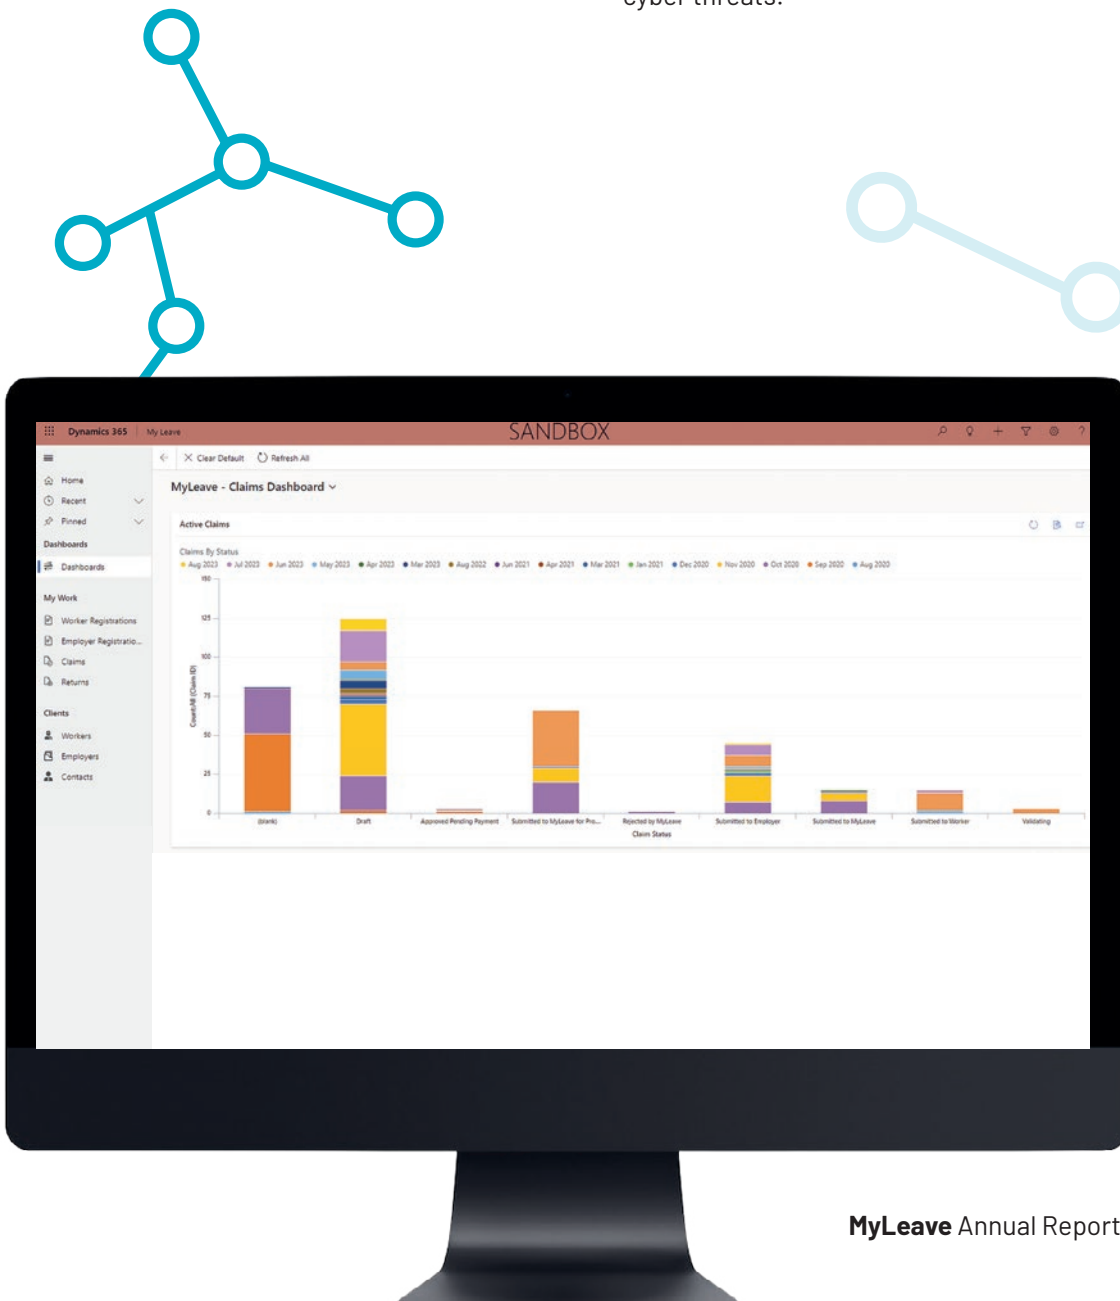 cyber threats.
Dynamics 365 My Leave SANDBOX ?
Clear Default Refresh All
Home
Recent
Pinned
Dashboards
Dashboards
My Work
Worker Registrations
Employer Registratio...
Claims
Returns
Clients
Workers
Employers
Contacts
MyLeave - Claims Dashboard
Active Claims
Claims By Status
Aug 2023 Jul 2023 Jun 2023 May 2023 Apr 2023 Mar 2023 Aug 2022 Jun 2021 Apr 2021 Mar 2021 Jan 2021 Dec 2020 Nov 2020 Oct 2020 Sep 2020 Aug 2020
150
125
100
75
50
25
0
Count:All (Claim ID)
(blank) Draft Approved Pending Payment Submitted to MyLeave for Pro... Rejected by MyLeave Submitted to Employer Submitted to MyLeave Submitted to Worker Validating
Claim Status
MyLeave Annual Report